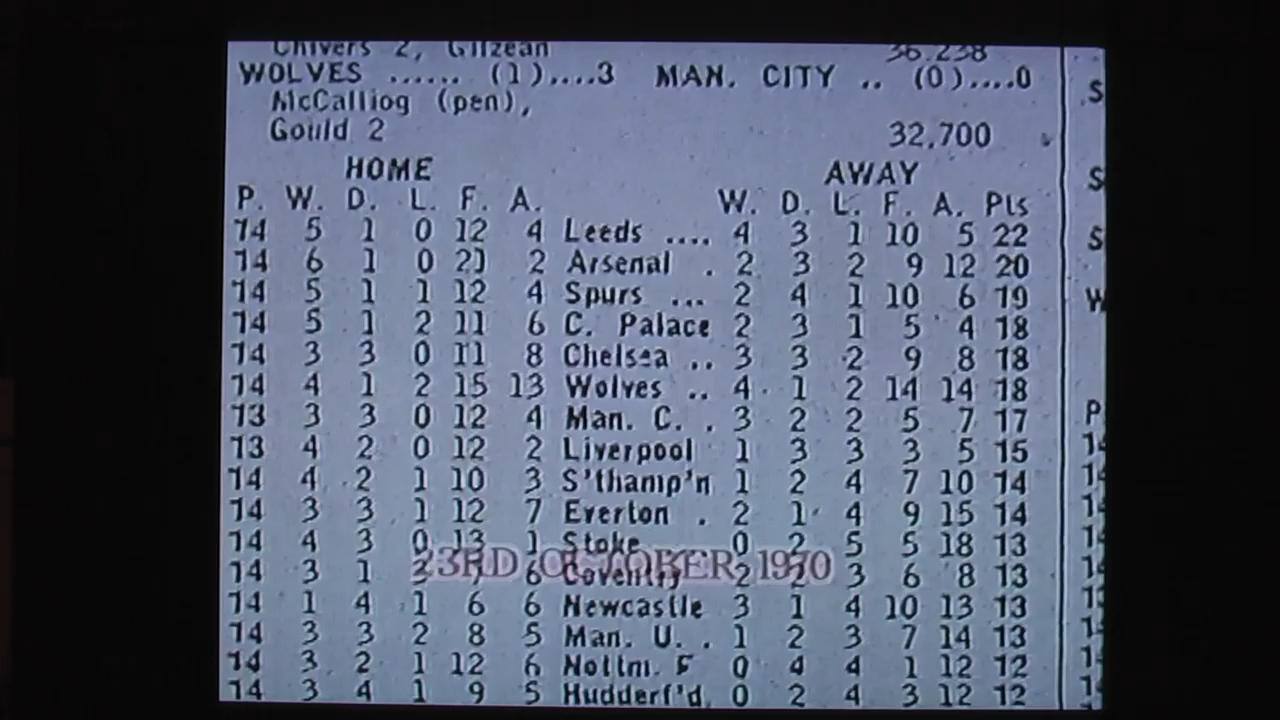 Chivers 2, Gilzean 36.238
WOLVES ...... (1)....3 MAN. CITY .. (0)....0
McCalliog (pen),
Gould 2 32,700
HOME AWAY
P. W. D. L. F. A. W. D. L. F. A. Pls
14 5 1 0 12 4 Leeds .... 4 3 1 10 5 22
14 6 1 0 21 2 Arsenal . 2 3 2 9 12 20
14 5 1 1 12 4 Spurs ... 2 4 1 10 6 19
14 5 1 2 11 6 C. Palace 2 3 1 5 4 18
14 3 3 0 11 8 Chelsea .. 3 3 2 9 8 18
14 4 1 2 15 13 Wolves .. 4 1 2 14 14 18
13 3 3 0 12 4 Man. C. . 3 2 2 5 7 17
13 4 2 0 12 2 Liverpool 1 3 3 3 5 15
14 4 2 1 10 3 S'thamp'n 1 2 4 7 10 14
14 3 3 1 12 7 Everton . 2 1 4 9 15 14
14 4 3 0 13 1 Stoke 0 2 5 5 18 13
23RD OCTOBER 1970
14 3 1 3 7 6 Coventry 2 2 3 6 8 13
14 1 4 1 6 6 Newcastle 3 1 4 10 13 13
14 3 3 2 8 5 Man. U. . 1 2 3 7 14 13
14 3 2 1 12 6 Nottm. F 0 4 4 1 12 12
14 3 4 1 9 5 Hudderf'd 0 2 4 3 12 12